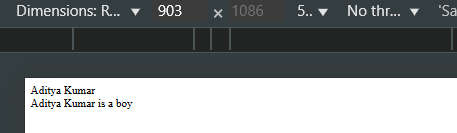 Dimensions: R... ▼ 903 × 1086 5.. ▼ No thr... ▼ 'Sa
Aditya Kumar
Aditya Kumar is a boy